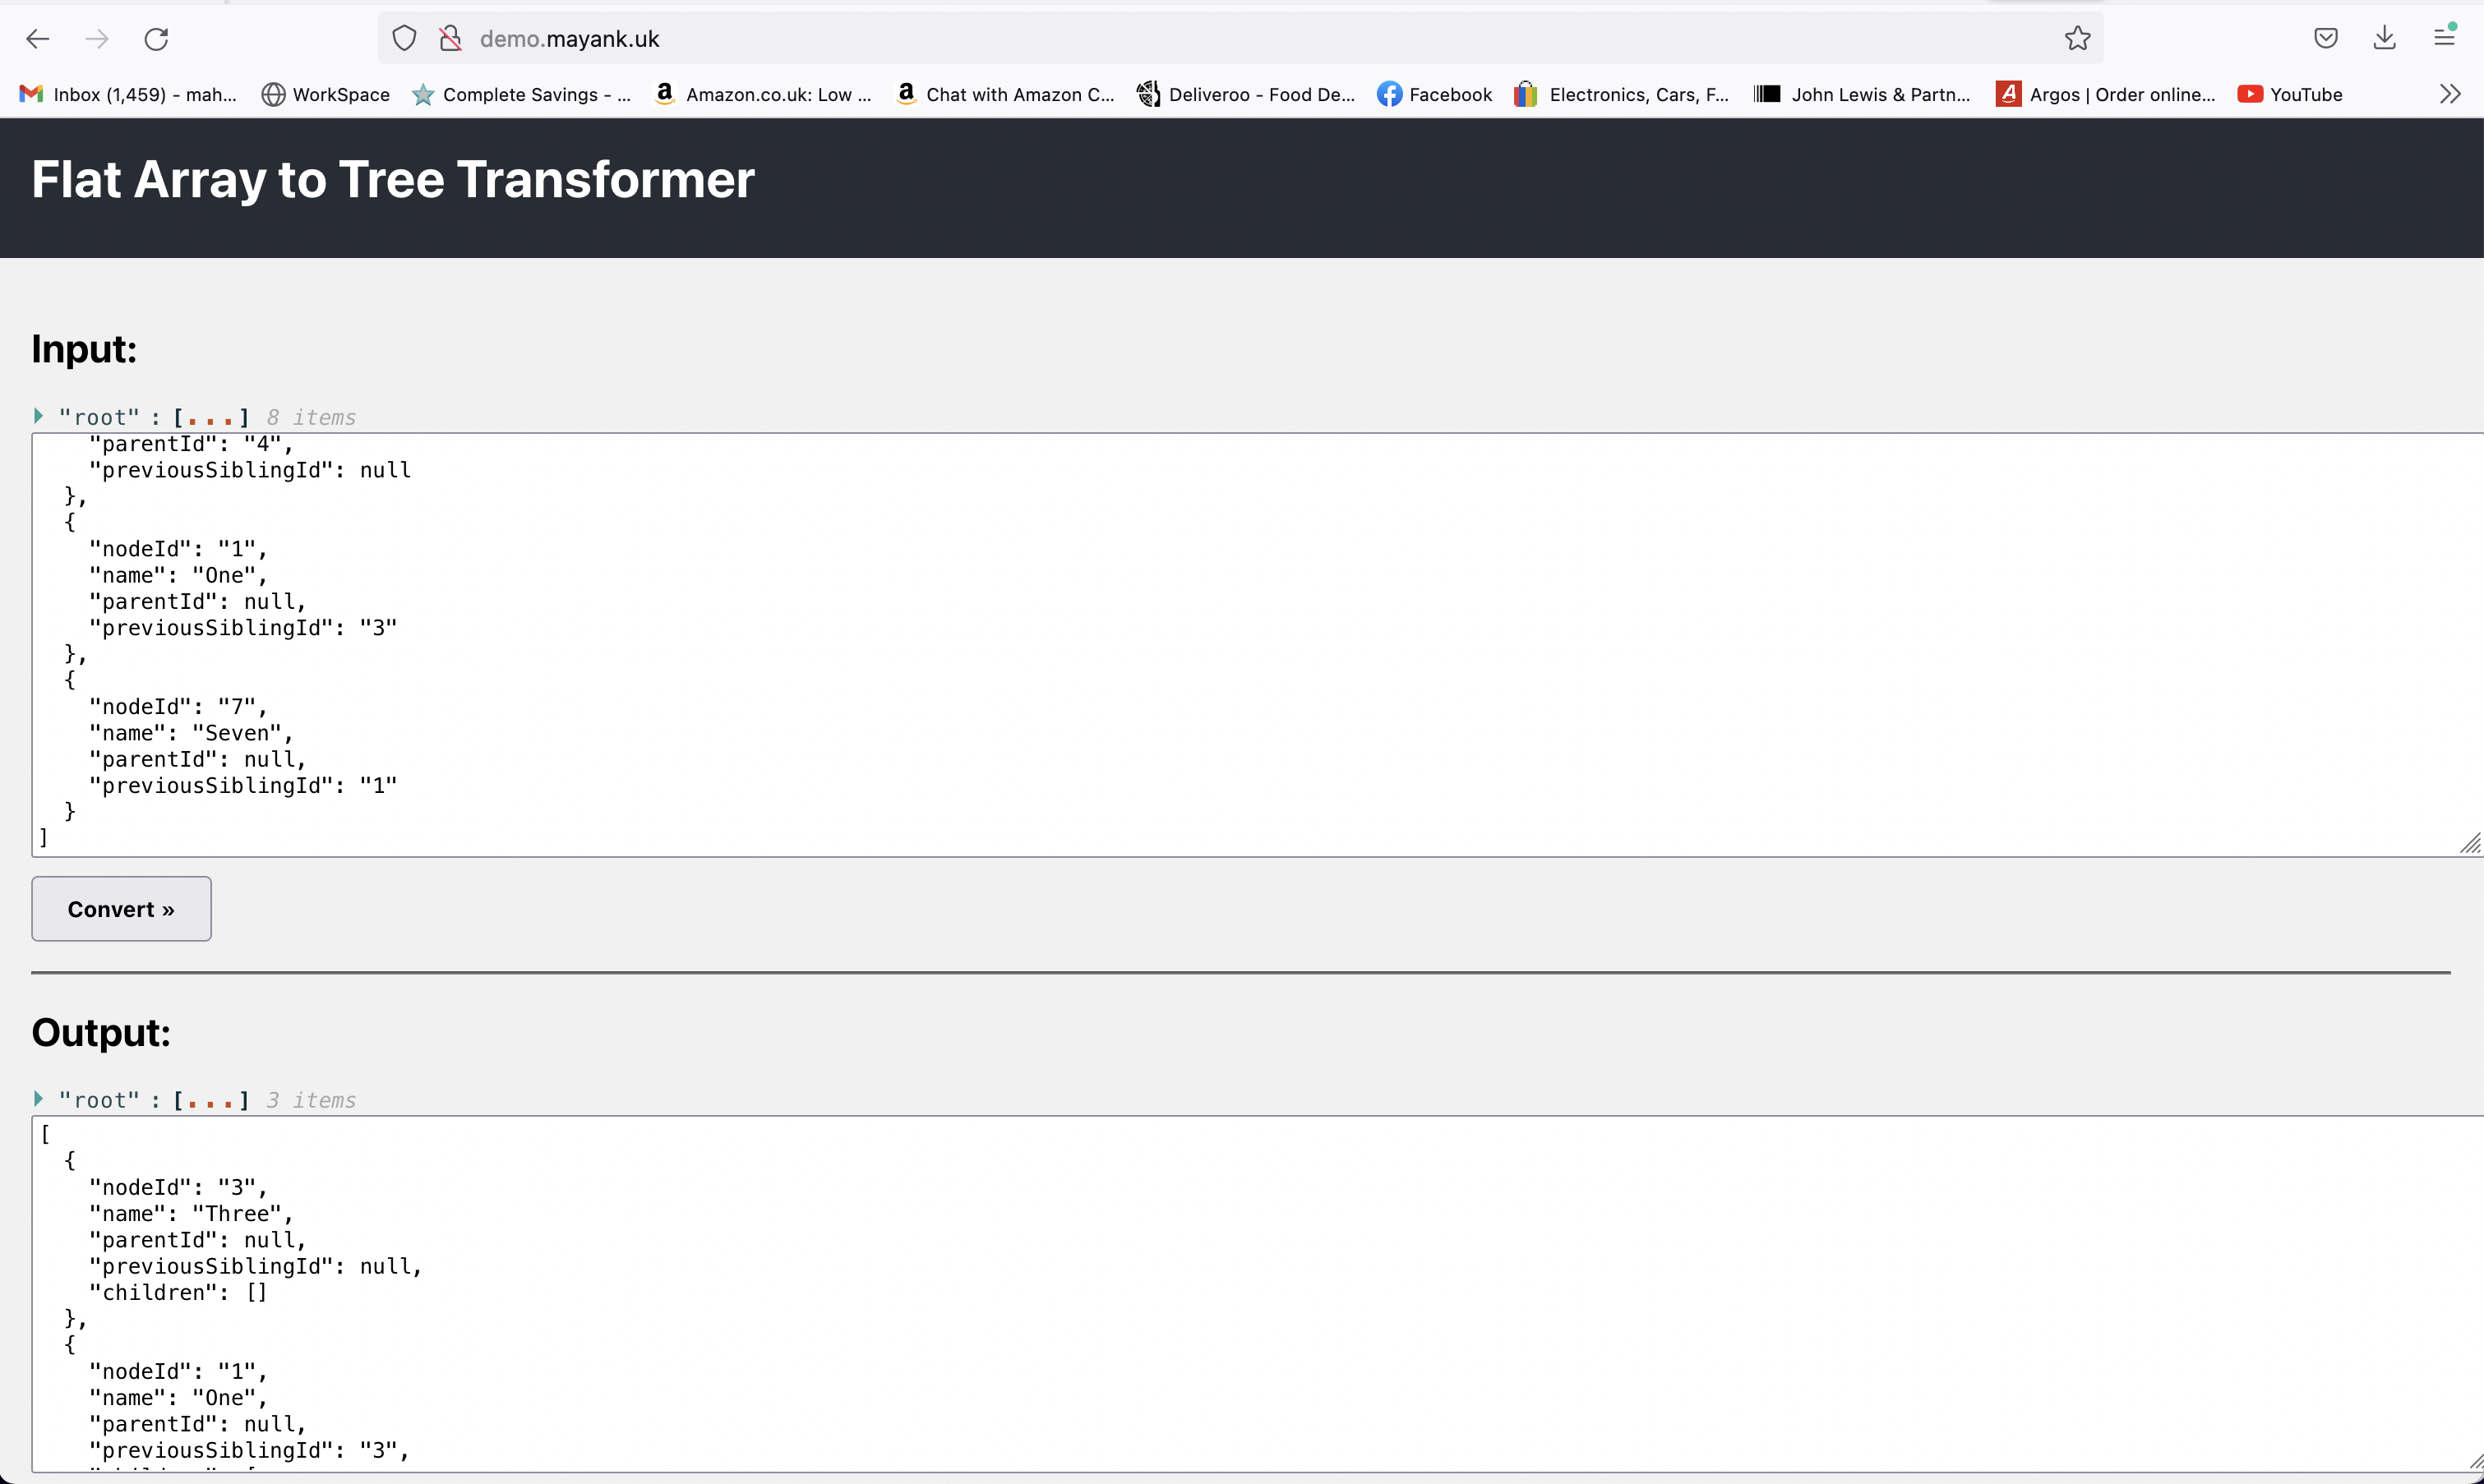 demo.mayank.uk
Inbox (1,459) - mah...
WorkSpace
Complete Savings - ...
Amazon.co.uk: Low ...
Chat with Amazon C...
Deliveroo - Food De...
Facebook
Electronics, Cars, F...
John Lewis & Partn...
Argos | Order online...
YouTube
Flat Array to Tree Transformer
Input:
"root" : [...] 8 items
"parentId": "4",
"previousSiblingId": null
},
{
"nodeId": "1",
"name": "One",
"parentId": null,
"previousSiblingId": "3"
},
{
"nodeId": "7",
"name": "Seven",
"parentId": null,
"previousSiblingId": "1"
}
]
Convert »
Output:
"root" : [...] 3 items
[
{
"nodeId": "3",
"name": "Three",
"parentId": null,
"previousSiblingId": null,
"children": []
},
{
"nodeId": "1",
"name": "One",
"parentId": null,
"previousSiblingId": "3",